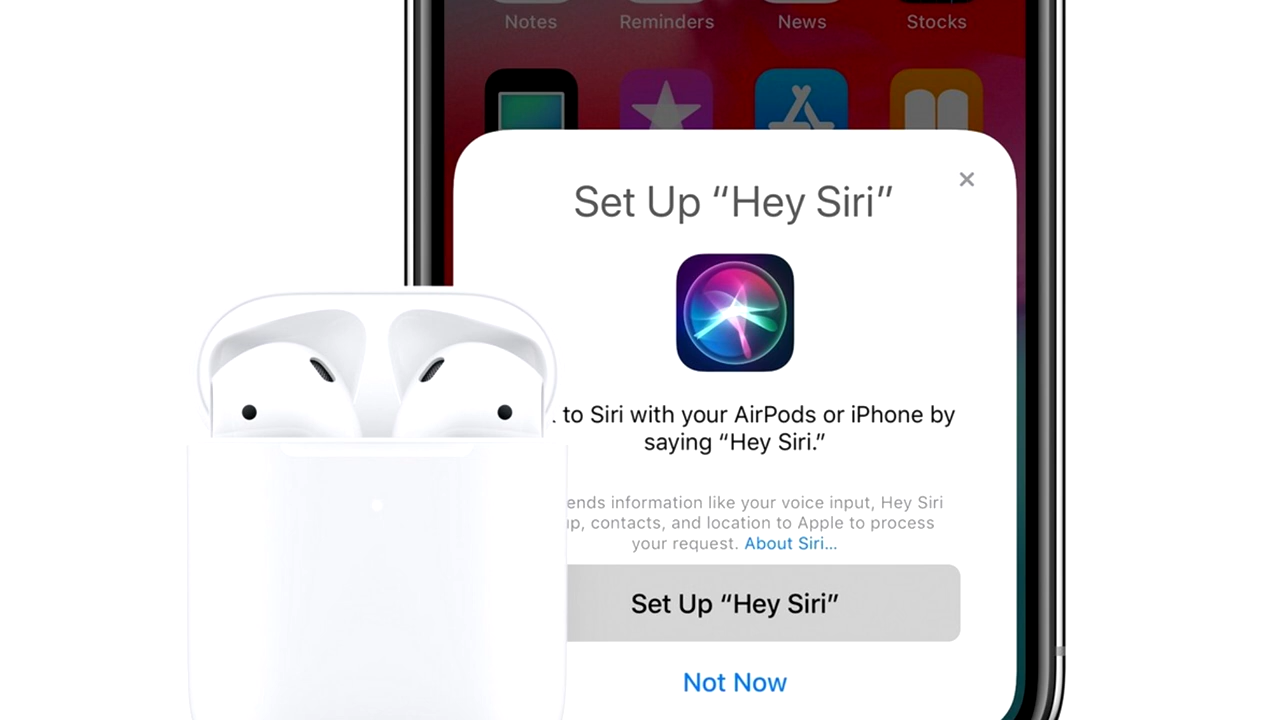 Notes Reminders News Stocks
Set Up “Hey Siri”
to Siri with your AirPods or iPhone by
saying “Hey Siri.”
information like your voice input, Hey Siri
contacts, and location to Apple to process
your request. About Siri...
Set Up “Hey Siri”
Not Now